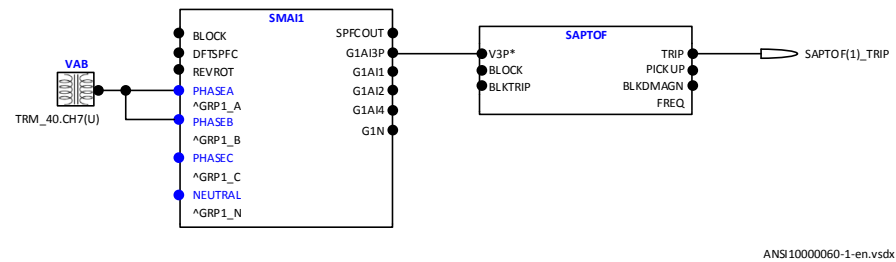 VAB
TRM_40.CH7(U)
SMAI1
BLOCK
DFTSPFC
REVROT
PHASEA
^GRP1_A
PHASEB
^GRP1_B
PHASEC
^GRP1_C
NEUTRAL
^GRP1_N
SPFCOUT
G1AI3P
G1AI1
G1AI2
G1AI4
G1N
SAPTOF
V3P*
BLOCK
BLKTRIP
TRIP
PICKUP
BLKDMAGN
FREQ
SAPTOF(1)_TRIP
ANSI10000060-1-en.vsdx